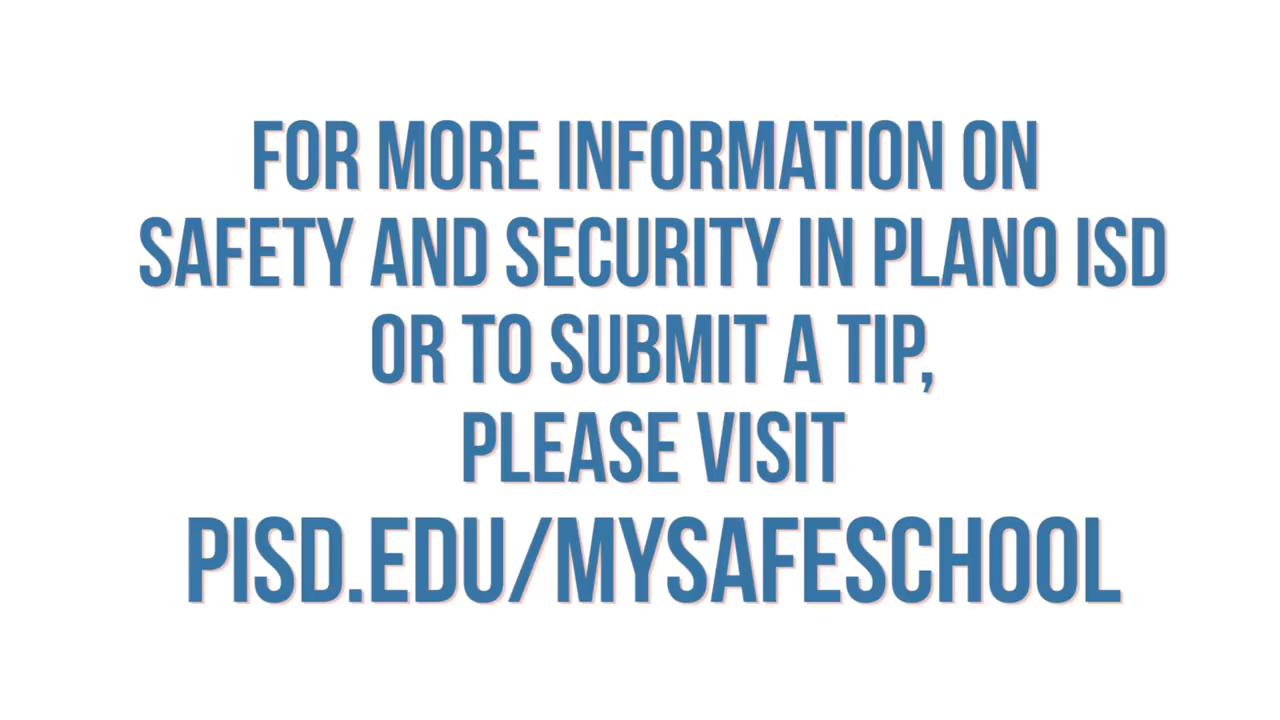 FOR MORE INFORMATION ON
SAFETY AND SECURITY IN PLANO ISD
OR TO SUBMIT A TIP,
PLEASE VISIT
PISD.EDU/MYSAFESCHOOL